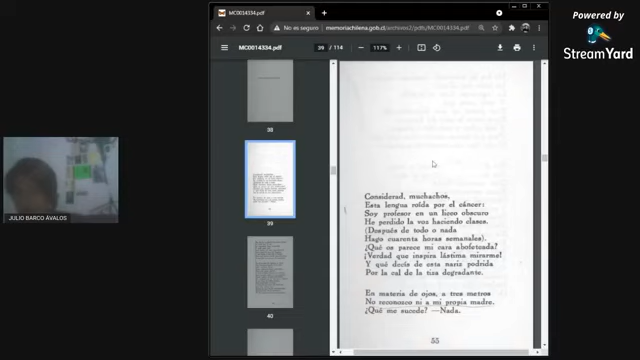 MC0014334.pdf
No es seguro
memoriachilena.gob.cl/archivos2/pdfs/MC0014334.pdf
MC0014334.pdf
39 / 114
117%
Powered by
StreamYard
38
39
40
JULIO BARCO ÁVALOS
Considerad, muchachos,
Esta lengua roída por el cáncer:
Soy profesor en un liceo obscuro
He perdido la voz haciendo clases.
(Después de todo o nada
Hago cuarenta horas semanales).
¿Qué os parece mi cara abofeteada?
¡Verdad que inspira lástima mirarme!
Y qué decís de esta nariz podrida
Por la cal de la tiza degradante.
En materia de ojos, a tres metros
No reconozco ni a mi propia madre.
¿Qué me sucede? —Nada.
55